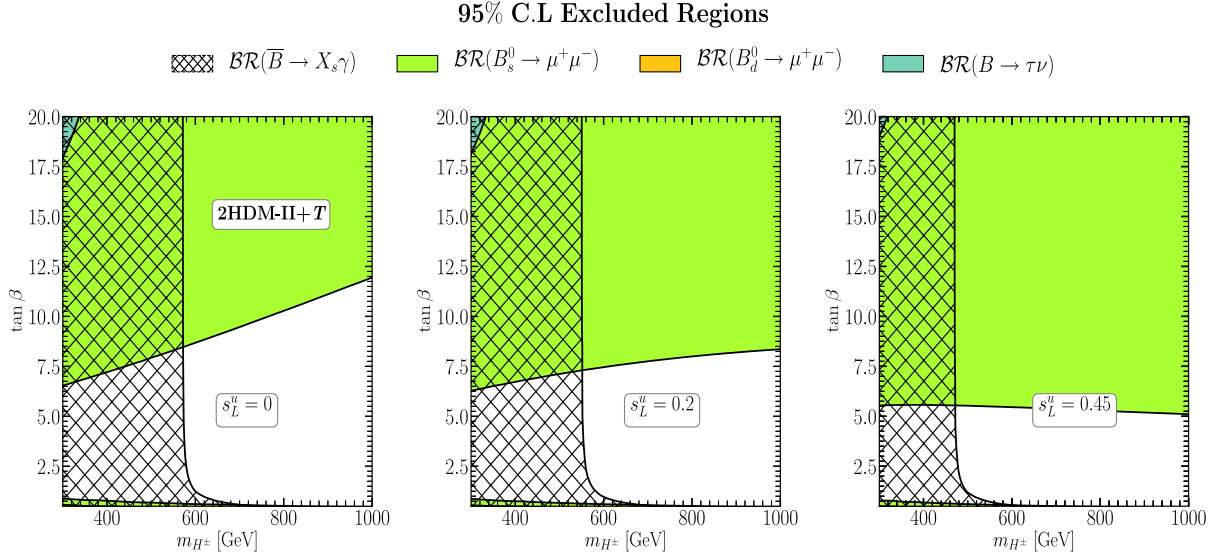 95% C.L Excluded Regions
BR(B̅ → X_sγ) BR(B_s^0 → μ^+μ^-) BR(B_d^0 → μ^+μ^-) BR(B → τν)
20.0
17.5
15.0
12.5
10.0
7.5
5.0
2.5
tan β
2HDM-II+T
s_L^u = 0
400 600 800 1000
m_{H^±} [GeV]
20.0
17.5
15.0
12.5
10.0
7.5
5.0
2.5
tan β
s_L^u = 0.2
400 600 800 1000
m_{H^±} [GeV]
20.0
17.5
15.0
12.5
10.0
7.5
5.0
2.5
tan β
s_L^u = 0.45
400 600 800 1000
m_{H^±} [GeV]